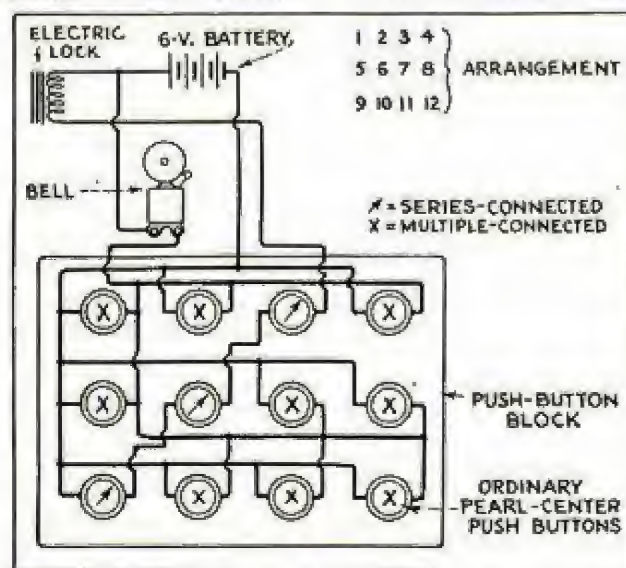 ELECTRIC LOCK
6-V. BATTERY
1 2 3 4
5 6 7 8
9 10 11 12
ARRANGEMENT
BELL
= SERIES-CONNECTED
X = MULTIPLE-CONNECTED
X X X
X X X
X X X
PUSH-BUTTON
BLOCK
ORDINARY
PEARL-CENTER
PUSH BUTTONS